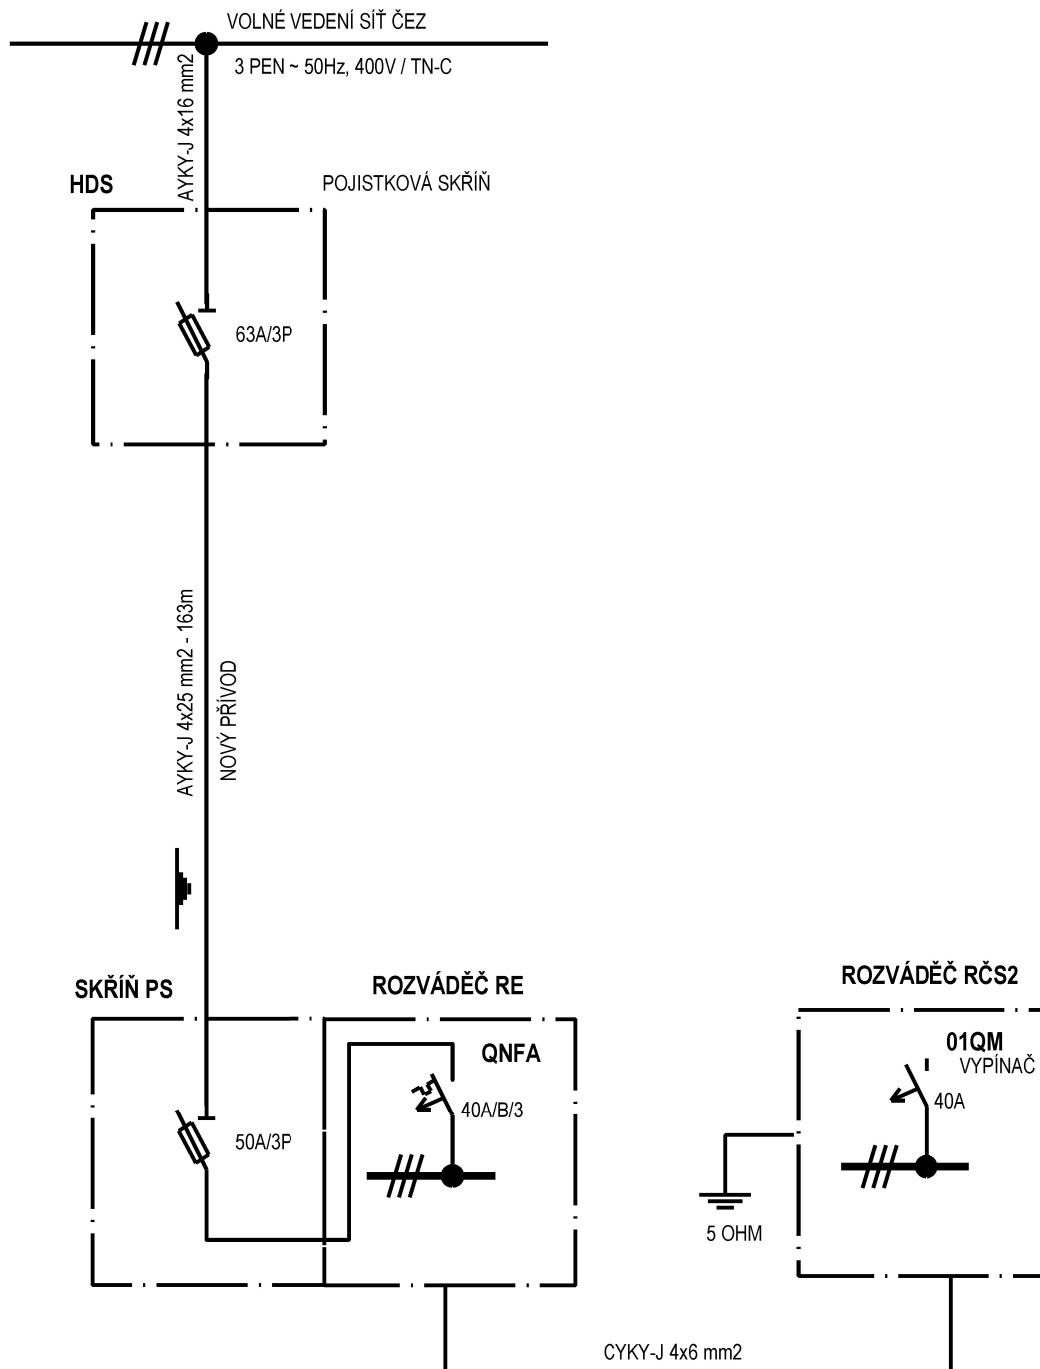 VOLNÉ VEDENÍ SÍŤ ČEZ
3 PEN ~ 50Hz, 400V / TN-C
AYKY-J 4x16 mm2
HDS
POJISTKOVÁ SKŘÍŇ
63A/3P
AYKY-J 4x25 mm2 - 163m
NOVÝ PŘÍVOD
SKŘÍŇ PS
ROZVÁDĚČ RE
ROZVÁDĚČ RČS2
QNFA
40A/B/3
01QM
VYPÍNAČ
40A
50A/3P
5 OHM
CYKY-J 4x6 mm2